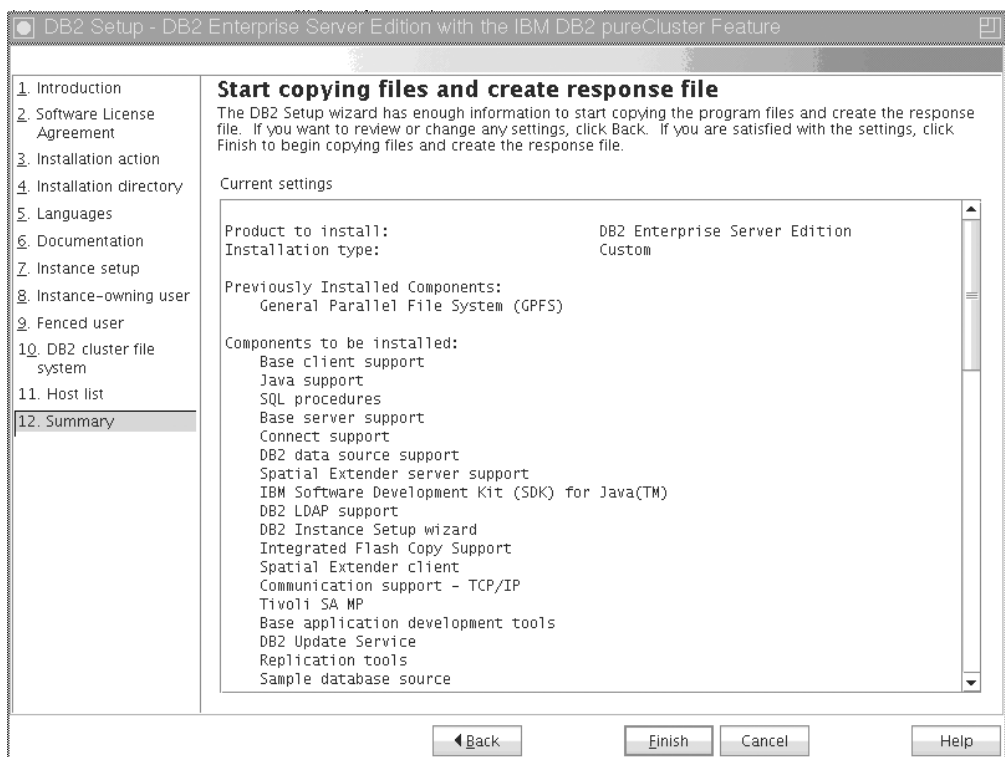 DB2 Setup - DB2 Enterprise Server Edition with the IBM DB2 pureCluster Feature
1. Introduction
2. Software License
Agreement
3. Installation action
4. Installation directory
5. Languages
6. Documentation
7. Instance setup
8. Instance-owning user
9. Fenced user
10. DB2 cluster file
system
11. Host list
12. Summary
Start copying files and create response file
The DB2 Setup wizard has enough information to start copying the program files and create the response
file. If you want to review or change any settings, click Back. If you are satisfied with the settings, click
Finish to begin copying files and create the response file.
Current settings
Product to install: DB2 Enterprise Server Edition
Installation type: Custom
Previously Installed Components:
General Parallel File System (GPFS)
Components to be installed:
Base client support
Java support
SQL procedures
Base server support
Connect support
DB2 data source support
Spatial Extender server support
IBM Software Development Kit (SDK) for Java(TM)
DB2 LDAP support
DB2 Instance Setup wizard
Integrated Flash Copy Support
Spatial Extender client
Communication support - TCP/IP
Tivoli SA MP
Base application development tools
DB2 Update Service
Replication tools
Sample database source
Back
Finish
Cancel
Help